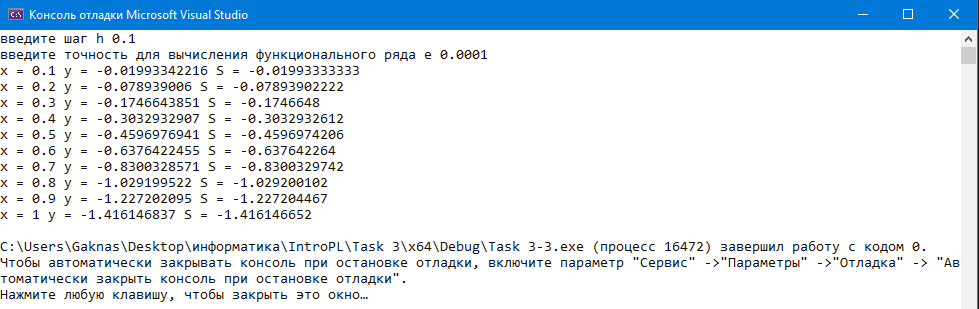 Консоль отладки Microsoft Visual Studio
введите шаг h 0.1
введите точность для вычисления функционального ряда e 0.0001
x = 0.1 y = -0.01993342216 S = -0.01993333333
x = 0.2 y = -0.078939006 S = -0.07893902222
x = 0.3 y = -0.1746643851 S = -0.1746648
x = 0.4 y = -0.3032932907 S = -0.3032932612
x = 0.5 y = -0.4596976941 S = -0.4596974206
x = 0.6 y = -0.6376422455 S = -0.637642264
x = 0.7 y = -0.8300328571 S = -0.8300329742
x = 0.8 y = -1.029199522 S = -1.029200102
x = 0.9 y = -1.227202095 S = -1.227204467
x = 1 y = -1.416146837 S = -1.416146652
C:\Users\Gaknas\Desktop\информатика\IntroPL\Task 3\x64\Debug\Task 3-3.exe (процесс 16472) завершил работу с кодом 0.
Чтобы автоматически закрывать консоль при остановке отладки, включите параметр "Сервис" ->"Параметры" ->"Отладка" -> "Ав
томатически закрыть консоль при остановке отладки".
Нажмите любую клавишу, чтобы закрыть это окно…